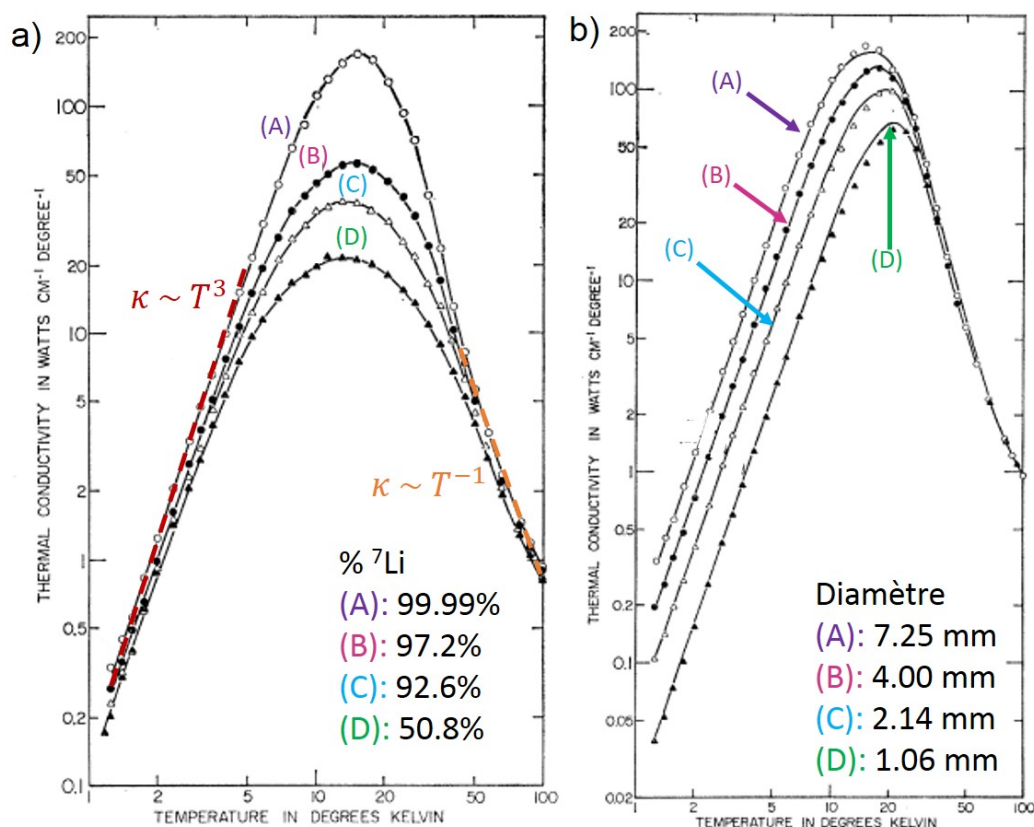 a)
THERMAL CONDUCTIVITY IN WATTS CM⁻¹ DEGREE⁻¹
200
100
50
20
10
5
2
1
0.5
0.2
0.1
(A)
(B)
(C)
(D)
κ ~ T³
κ ~ T⁻¹
% ⁷Li
(A): 99.99%
(B): 97.2%
(C): 92.6%
(D): 50.8%
1 2 5 10 20 50 100
TEMPERATURE IN DEGREES KELVIN
b)
THERMAL CONDUCTIVITY IN WATTS CM⁻¹ DEGREE⁻¹
200
100
50
20
10
5
2
1
0.5
0.2
0.1
0.05
0.02
(A)
(B)
(C)
(D)
Diamètre
(A): 7.25 mm
(B): 4.00 mm
(C): 2.14 mm
(D): 1.06 mm
1 2 5 10 20 50 100
TEMPERATURE IN DEGREES KELVIN